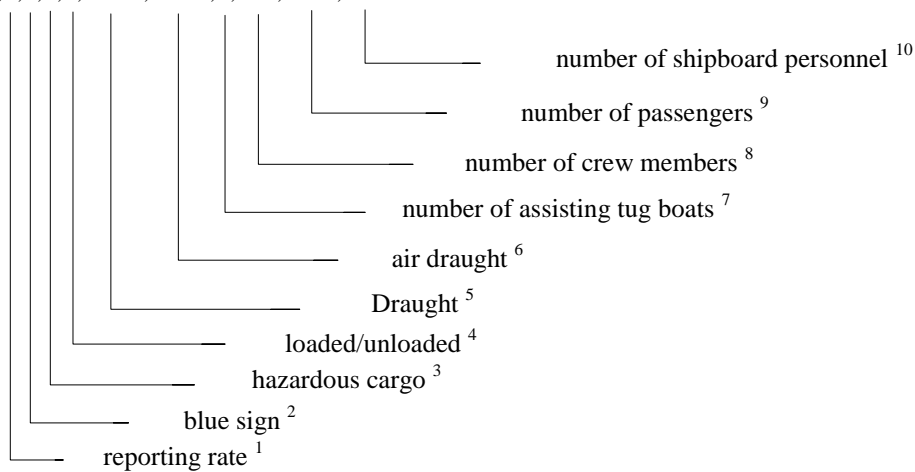 number of shipboard personnel 10
number of passengers 9
number of crew members 8
number of assisting tug boats 7
air draught 6
Draught 5
loaded/unloaded 4
hazardous cargo 3
blue sign 2
reporting rate 1